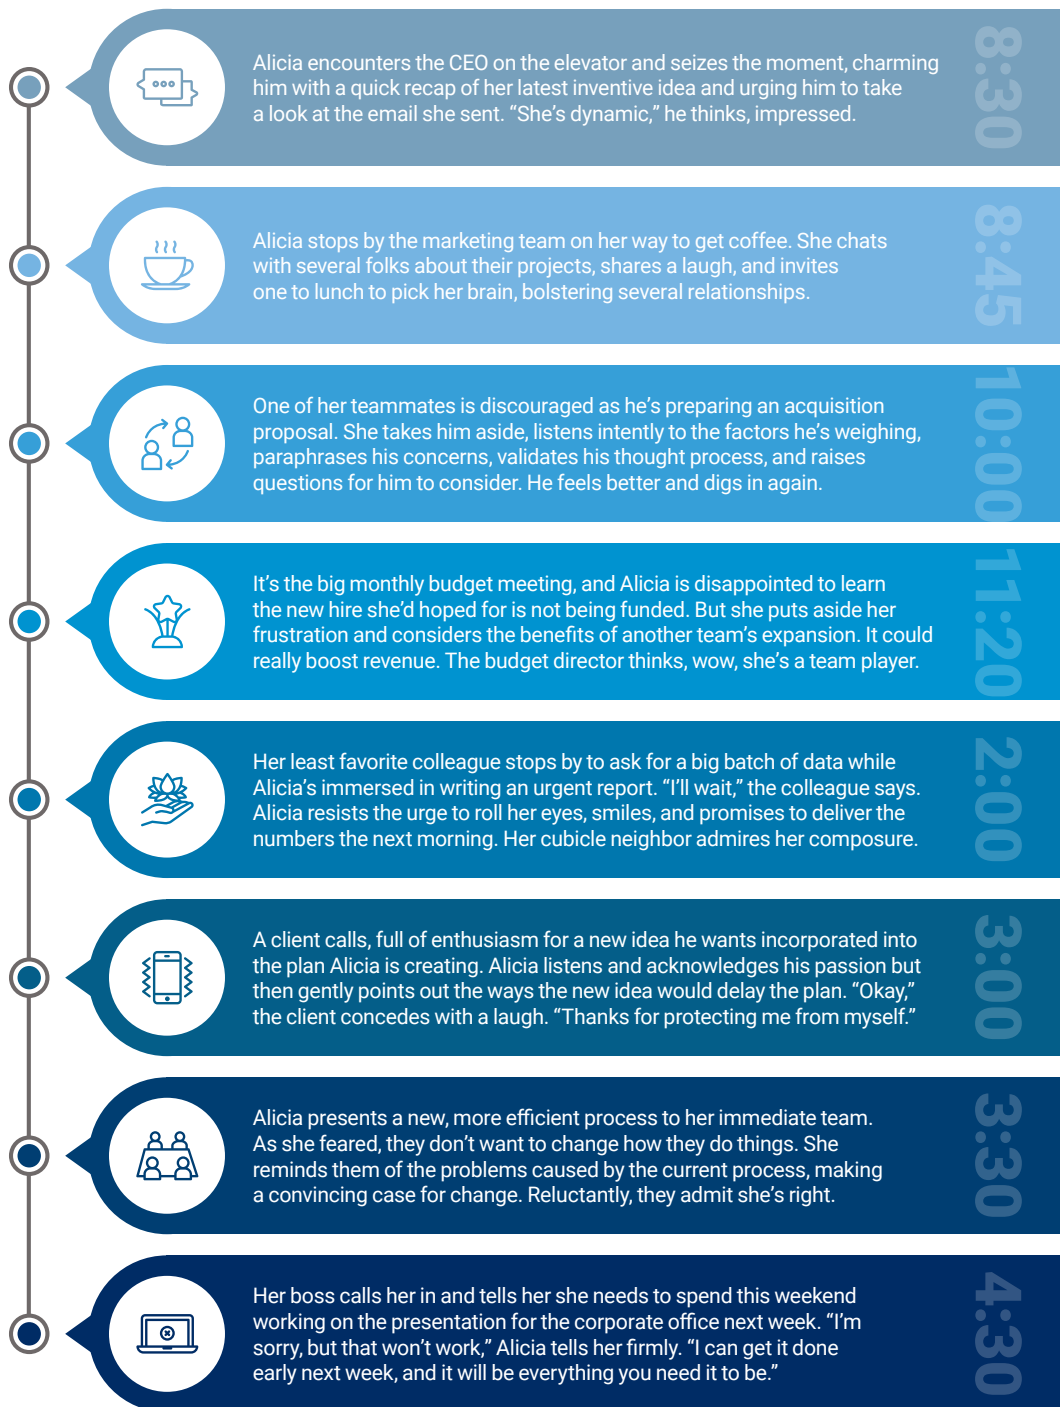 Alicia encounters the CEO on the elevator and seizes the moment, charming
him with a quick recap of her latest inventive idea and urging him to take
a look at the email she sent. “She’s dynamic,” he thinks, impressed.
8:30
Alicia stops by the marketing team on her way to get coffee. She chats
with several folks about their projects, shares a laugh, and invites
one to lunch to pick her brain, bolstering several relationships.
8:45
One of her teammates is discouraged as he’s preparing an acquisition
proposal. She takes him aside, listens intently to the factors he’s weighing,
paraphrases his concerns, validates his thought process, and raises
questions for him to consider. He feels better and digs in again.
10:00
It’s the big monthly budget meeting, and Alicia is disappointed to learn
the new hire she’d hoped for is not being funded. But she puts aside her
frustration and considers the benefits of another team’s expansion. It could
really boost revenue. The budget director thinks, wow, she’s a team player.
11:20
Her least favorite colleague stops by to ask for a big batch of data while
Alicia’s immersed in writing an urgent report. “I’ll wait,” the colleague says.
Alicia resists the urge to roll her eyes, smiles, and promises to deliver the
numbers the next morning. Her cubicle neighbor admires her composure.
2:00
A client calls, full of enthusiasm for a new idea he wants incorporated into
the plan Alicia is creating. Alicia listens and acknowledges his passion but
then gently points out the ways the new idea would delay the plan. “Okay,”
the client concedes with a laugh. “Thanks for protecting me from myself.”
3:00
Alicia presents a new, more efficient process to her immediate team.
As she feared, they don’t want to change how they do things. She
reminds them of the problems caused by the current process, making
a convincing case for change. Reluctantly, they admit she’s right.
3:30
Her boss calls her in and tells her she needs to spend this weekend
working on the presentation for the corporate office next week. “I’m
sorry, but that won’t work,” Alicia tells her firmly. “I can get it done
early next week, and it will be everything you need it to be.”
4:30